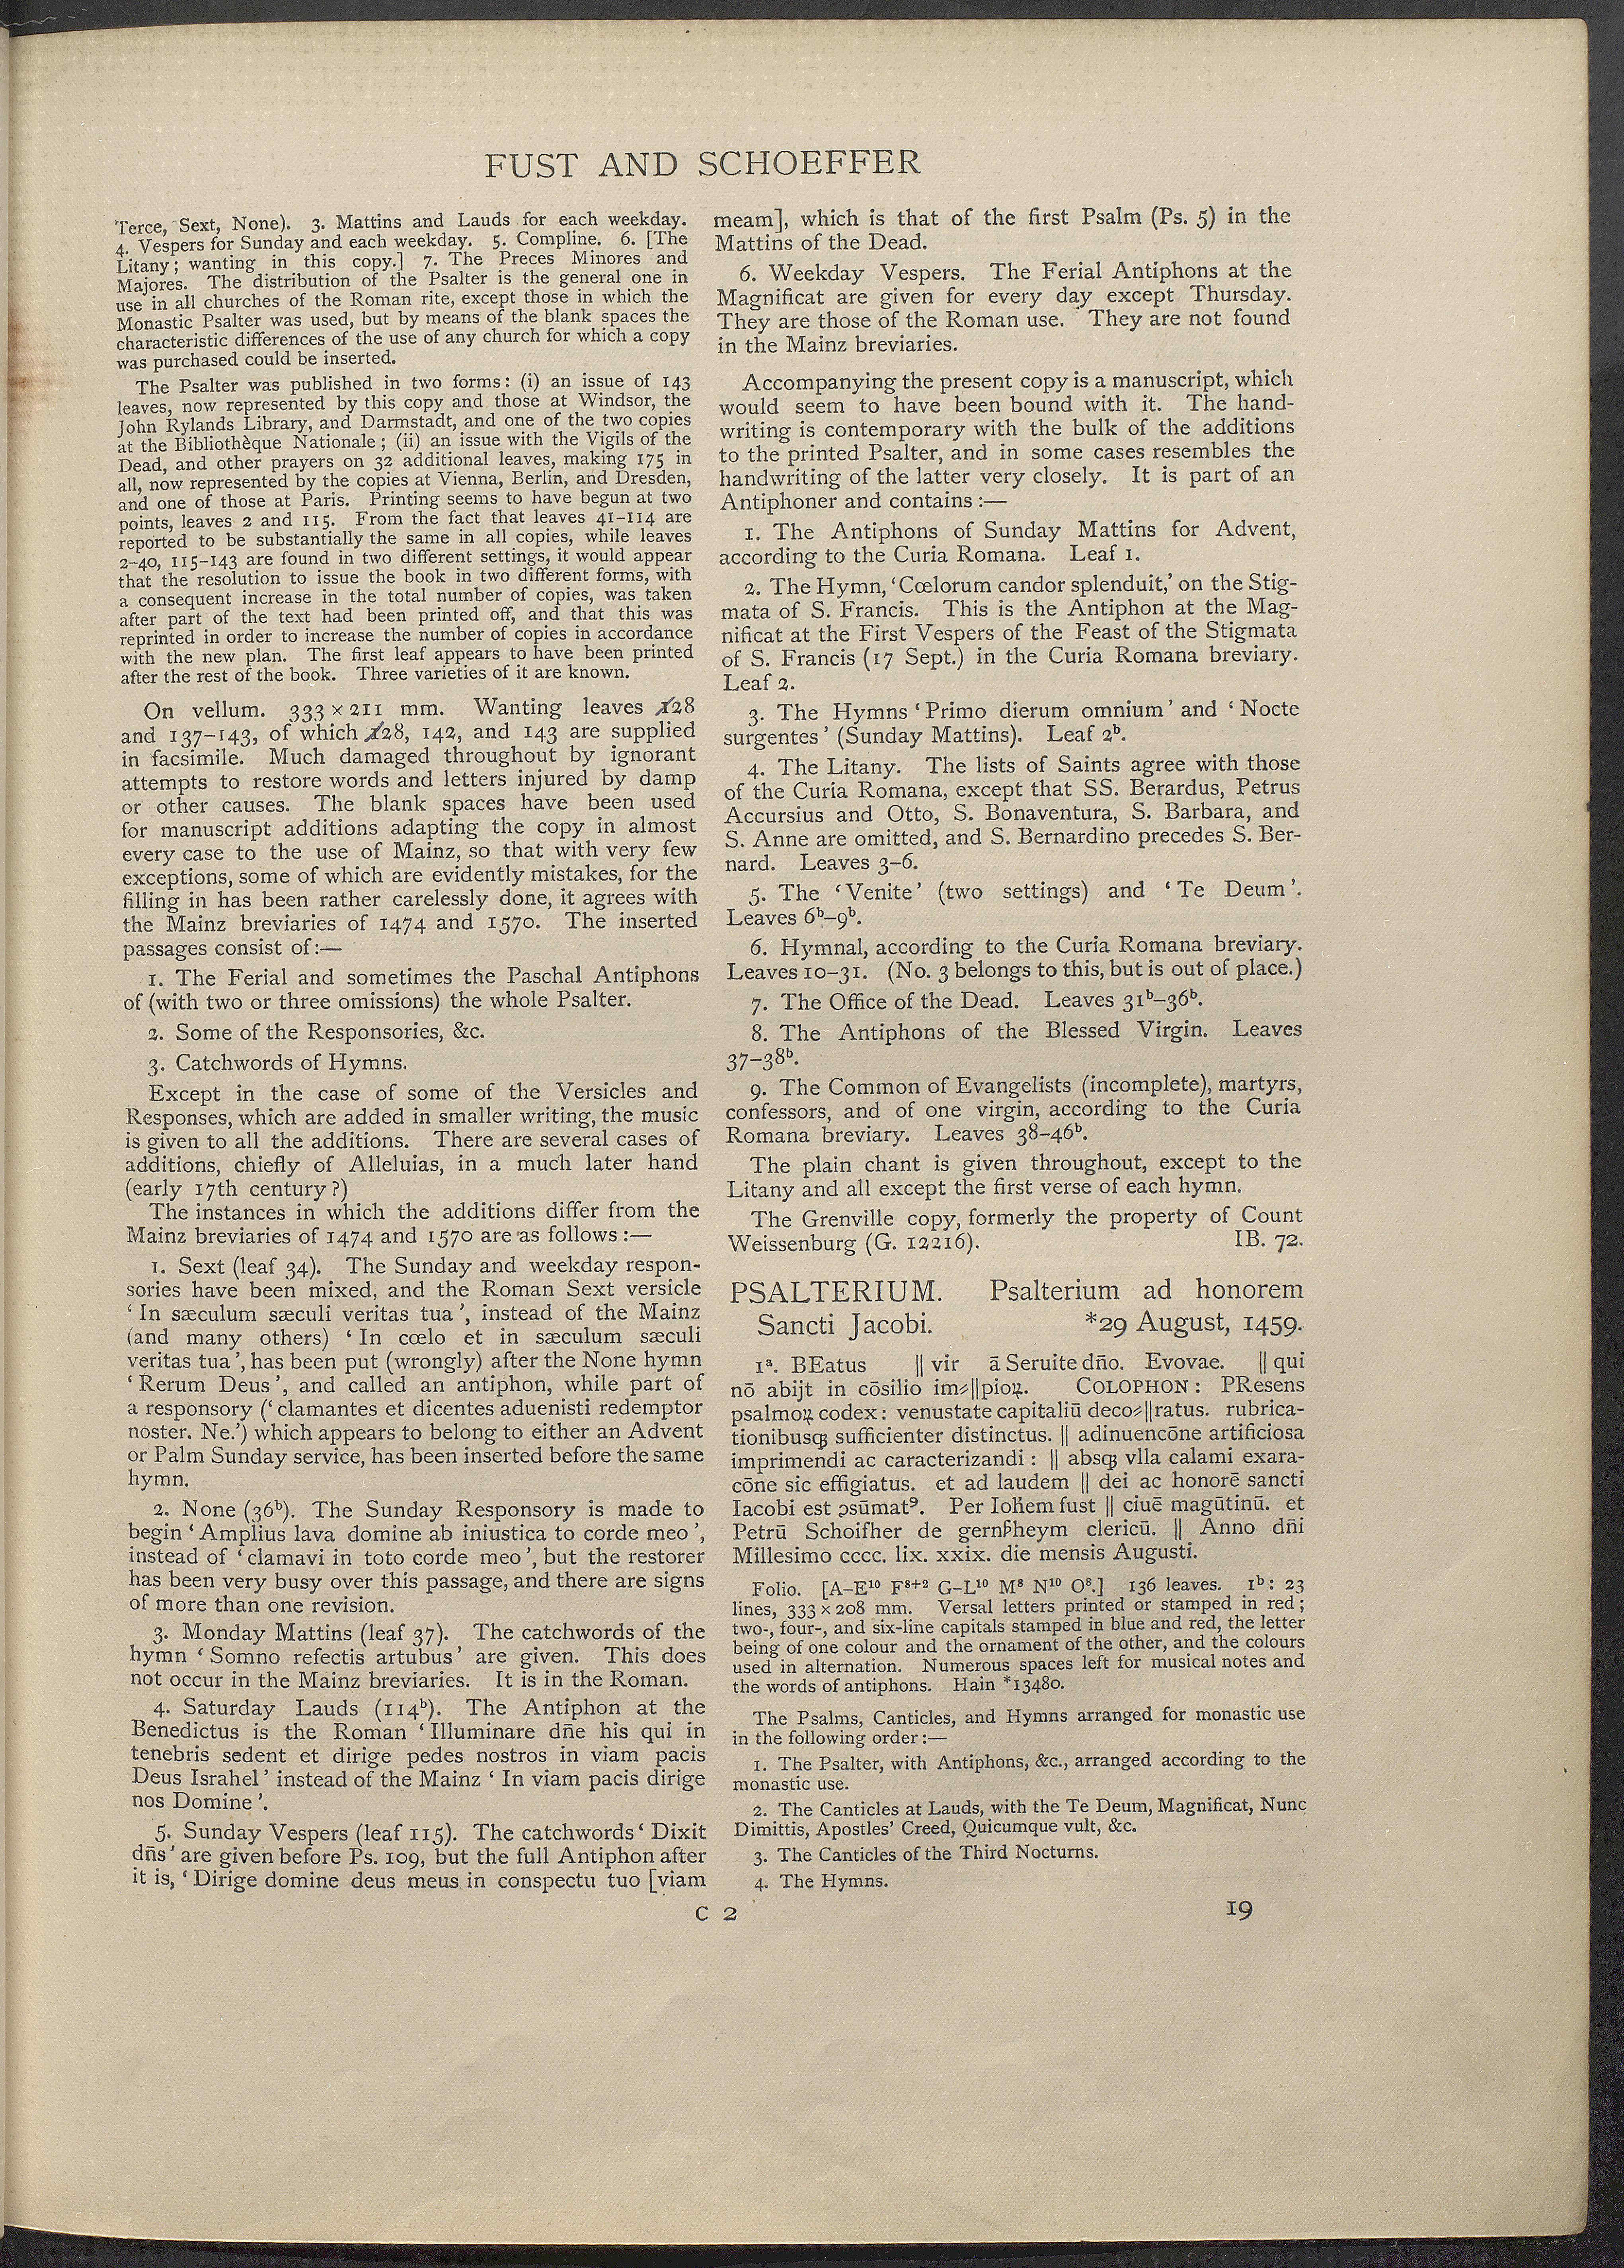 FUST AND SCHOEFFER
Terce, Sext, None). 3. Mattins and Lauds for each weekday.
4. Vespers for Sunday and each weekday. 5. Compline. 6. [The
Litany; wanting in this copy.] 7. The Preces Minores and
Majores. The distribution of the Psalter is the general one in
use in all churches of the Roman rite, except those in which the
Monastic Psalter was used, but by means of the blank spaces the
characteristic differences of the use of any church for which a copy
was purchased could be inserted.
The Psalter was published in two forms: (i) an issue of 143
leaves, now represented by this copy and those at Windsor, the
John Rylands Library, and Darmstadt, and one of the two copies
at the Bibliothèque Nationale; (ii) an issue with the Vigils of the
Dead, and other prayers on 32 additional leaves, making 175 in
all, now represented by the copies at Vienna, Berlin, and Dresden,
and one of those at Paris. Printing seems to have begun at two
points, leaves 2 and 115. From the fact that leaves 41–114 are
reported to be substantially the same in all copies, while leaves
2–40, 115–143 are found in two different settings, it would appear
that the resolution to issue the book in two different forms, with
a consequent increase in the total number of copies, was taken
after part of the text had been printed off, and that this was
reprinted in order to increase the number of copies in accordance
with the new plan. The first leaf appears to have been printed
after the rest of the book. Three varieties of it are known.
On vellum. 333 × 211 mm. Wanting leaves 128
and 137–143, of which 128, 142, and 143 are supplied
in facsimile. Much damaged throughout by ignorant
attempts to restore words and letters injured by damp
or other causes. The blank spaces have been used
for manuscript additions adapting the copy in almost
every case to the use of Mainz, so that with very few
exceptions, some of which are evidently mistakes, for the
filling in has been rather carelessly done, it agrees with
the Mainz breviaries of 1474 and 1570. The inserted
passages consist of:—
1. The Ferial and sometimes the Paschal Antiphons
of (with two or three omissions) the whole Psalter.
2. Some of the Responsories, &c.
3. Catchwords of Hymns.
Except in the case of some of the Versicles and
Responses, which are added in smaller writing, the music
is given to all the additions. There are several cases of
additions, chiefly of Alleluias, in a much later hand
(early 17th century?)
The instances in which the additions differ from the
Mainz breviaries of 1474 and 1570 are as follows:—
1. Sext (leaf 34). The Sunday and weekday respon-
sories have been mixed, and the Roman Sext versicle
‘In sæculum sæculi veritas tua’, instead of the Mainz
(and many others) ‘In cœlo et in sæculum sæculi
veritas tua’, has been put (wrongly) after the None hymn
‘Rerum Deus’, and called an antiphon, while part of
a responsory (‘clamantes et dicentes aduenisti redemptor
noster. Ne.’) which appears to belong to either an Advent
or Palm Sunday service, has been inserted before the same
hymn.
2. None (36b). The Sunday Responsory is made to
begin ‘Amplius lava domine ab iniustica to corde meo’,
instead of ‘clamavi in toto corde meo’, but the restorer
has been very busy over this passage, and there are signs
of more than one revision.
3. Monday Mattins (leaf 37). The catchwords of the
hymn ‘Somno refectis artubus’ are given. This does
not occur in the Mainz breviaries. It is in the Roman.
4. Saturday Lauds (114b). The Antiphon at the
Benedictus is the Roman ‘Illuminare dñe his qui in
tenebris sedent et dirige pedes nostros in viam pacis
Deus Israhel’ instead of the Mainz ‘In viam pacis dirige
nos Domine’.
5. Sunday Vespers (leaf 115). The catchwords ‘Dixit
dñs’ are given before Ps. 109, but the full Antiphon after
it is, ‘Dirige domine deus meus in conspectu tuo [viam
meam], which is that of the first Psalm (Ps. 5) in the
Mattins of the Dead.
6. Weekday Vespers. The Ferial Antiphons at the
Magnificat are given for every day except Thursday.
They are those of the Roman use. They are not found
in the Mainz breviaries.
Accompanying the present copy is a manuscript, which
would seem to have been bound with it. The hand-
writing is contemporary with the bulk of the additions
to the printed Psalter, and in some cases resembles the
handwriting of the latter very closely. It is part of an
Antiphoner and contains:—
1. The Antiphons of Sunday Mattins for Advent,
according to the Curia Romana. Leaf 1.
2. The Hymn, ‘Cœlorum candor splenduit,’ on the Stig-
mata of S. Francis. This is the Antiphon at the Mag-
nificat at the First Vespers of the Feast of the Stigmata
of S. Francis (17 Sept.) in the Curia Romana breviary.
Leaf 2.
3. The Hymns ‘Primo dierum omnium’ and ‘Nocte
surgentes’ (Sunday Mattins). Leaf 2b.
4. The Litany. The lists of Saints agree with those
of the Curia Romana, except that SS. Berardus, Petrus
Accursius and Otto, S. Bonaventura, S. Barbara, and
S. Anne are omitted, and S. Bernardino precedes S. Ber-
nard. Leaves 3–6.
5. The ‘Venite’ (two settings) and ‘Te Deum’.
Leaves 6b–9b.
6. Hymnal, according to the Curia Romana breviary.
Leaves 10–31. (No. 3 belongs to this, but is out of place.)
7. The Office of the Dead. Leaves 31b–36b.
8. The Antiphons of the Blessed Virgin. Leaves
37–38b.
9. The Common of Evangelists (incomplete), martyrs,
confessors, and of one virgin, according to the Curia
Romana breviary. Leaves 38–46b.
The plain chant is given throughout, except to the
Litany and all except the first verse of each hymn.
The Grenville copy, formerly the property of Count
Weissenburg (G. 12216). IB. 72.
PSALTERIUM. Psalterium ad honorem
Sancti Jacobi. *29 August, 1459.
1a. BEatus || vir ā Seruite dño. Evovae. || qui
nō abijt in cōsilio im⸗||pioꝝ. COLOPHON: PResens
psalmoꝝ codex: venustate capitaliū deco⸗||ratus. rubrica-
tionibusqꝫ sufficienter distinctus. || adinuencōne artificiosa
imprimendi ac caracterizandi: || absqꝫ vlla calami exara-
cōne sic effigiatus. et ad laudem || dei ac honorē sancti
Iacobi est ꝯsūmatꝰ. Per Ioħem fust || ciuē magūtinū. et
Petrū Schoifher de gernßheym clericū. || Anno dñi
Millesimo cccc. lix. xxix. die mensis Augusti.
Folio. [A–E10 F8+2 G–L10 M8 N10 O8.] 136 leaves. 1b: 23
lines, 333 × 208 mm. Versal letters printed or stamped in red;
two-, four-, and six-line capitals stamped in blue and red, the letter
being of one colour and the ornament of the other, and the colours
used in alternation. Numerous spaces left for musical notes and
the words of antiphons. Hain *13480.
The Psalms, Canticles, and Hymns arranged for monastic use
in the following order:—
1. The Psalter, with Antiphons, &c., arranged according to the
monastic use.
2. The Canticles at Lauds, with the Te Deum, Magnificat, Nunc
Dimittis, Apostles’ Creed, Quicumque vult, &c.
3. The Canticles of the Third Nocturns.
4. The Hymns.
C 2 19